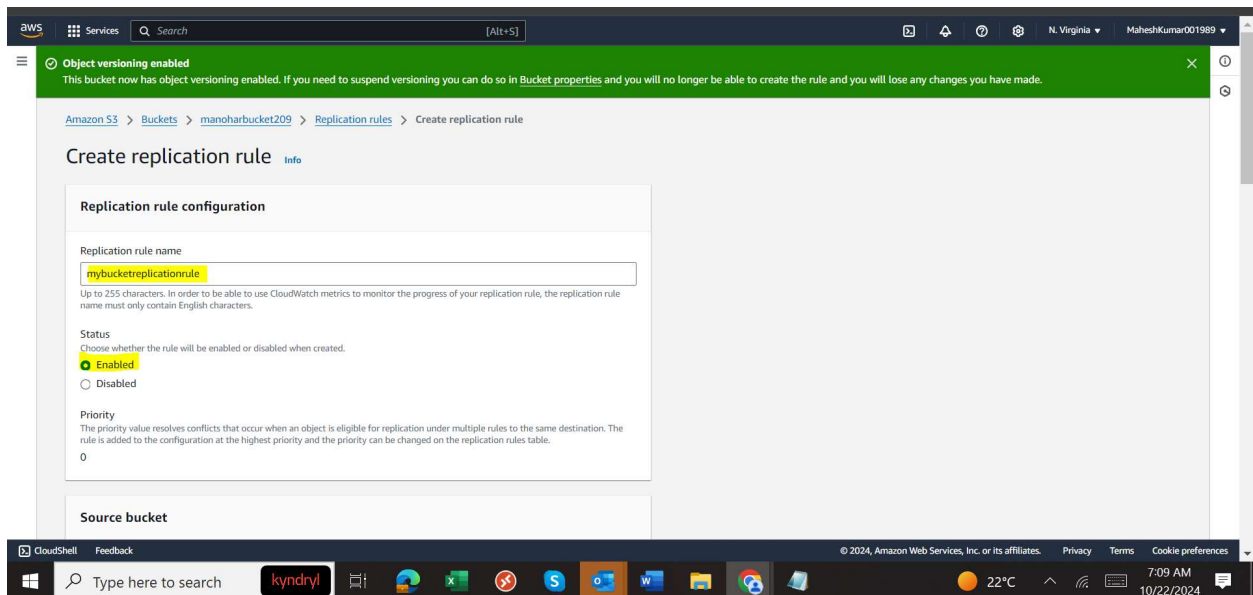 aws Services Search [Alt+S] N. Virginia MaheshKumar001989
Object versioning enabled
This bucket now has object versioning enabled. If you need to suspend versioning you can do so in Bucket properties and you will no longer be able to create the rule and you will lose any changes you have made.
Amazon S3 > Buckets > manoharbucket209 > Replication rules > Create replication rule
Create replication rule Info
Replication rule configuration
Replication rule name
mybucketreplicationrule
Up to 255 characters. In order to be able to use CloudWatch metrics to monitor the progress of your replication rule, the replication rule
name must only contain English characters.
Status
Choose whether the rule will be enabled or disabled when created.
Enabled
Disabled
Priority
The priority value resolves conflicts that occur when an object is eligible for replication under multiple rules to the same destination. The
rule is added to the configuration at the highest priority and the priority can be changed on the replication rules table.
0
Source bucket
CloudShell Feedback © 2024, Amazon Web Services, Inc. or its affiliates. Privacy Terms Cookie preferences
Type here to search kyndryl 22°C 7:09 AM
10/22/2024